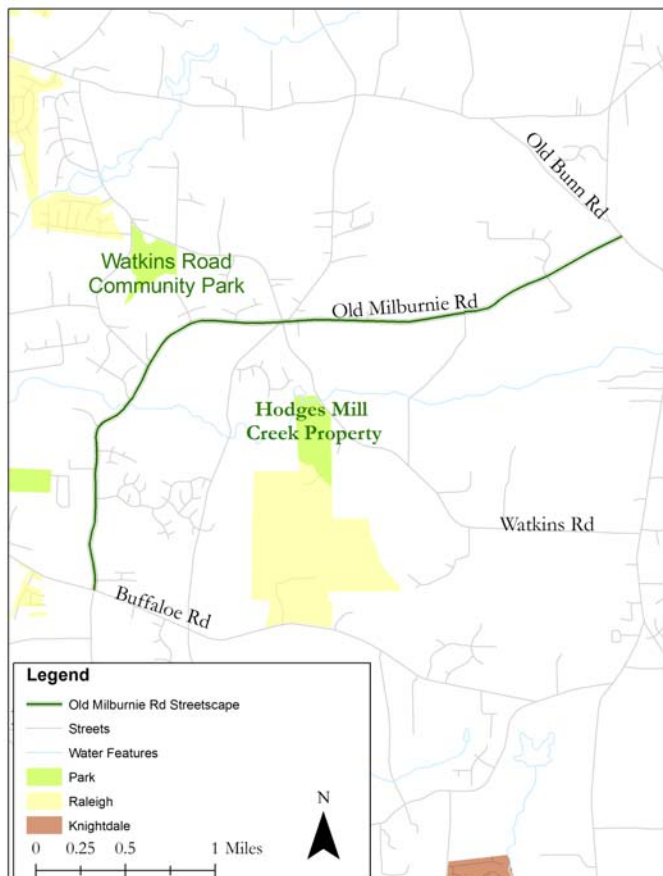 Old Bunn Rd
Watkins Road
Community Park
Old Milburnie Rd
Hodges Mill
Creek Property
Watkins Rd
Buffaloe Rd
Legend
Old Milburnie Rd Streetscape
Streets
Water Features
Park
Raleigh
Knightdale
N
0 0.25 0.5 1 Miles